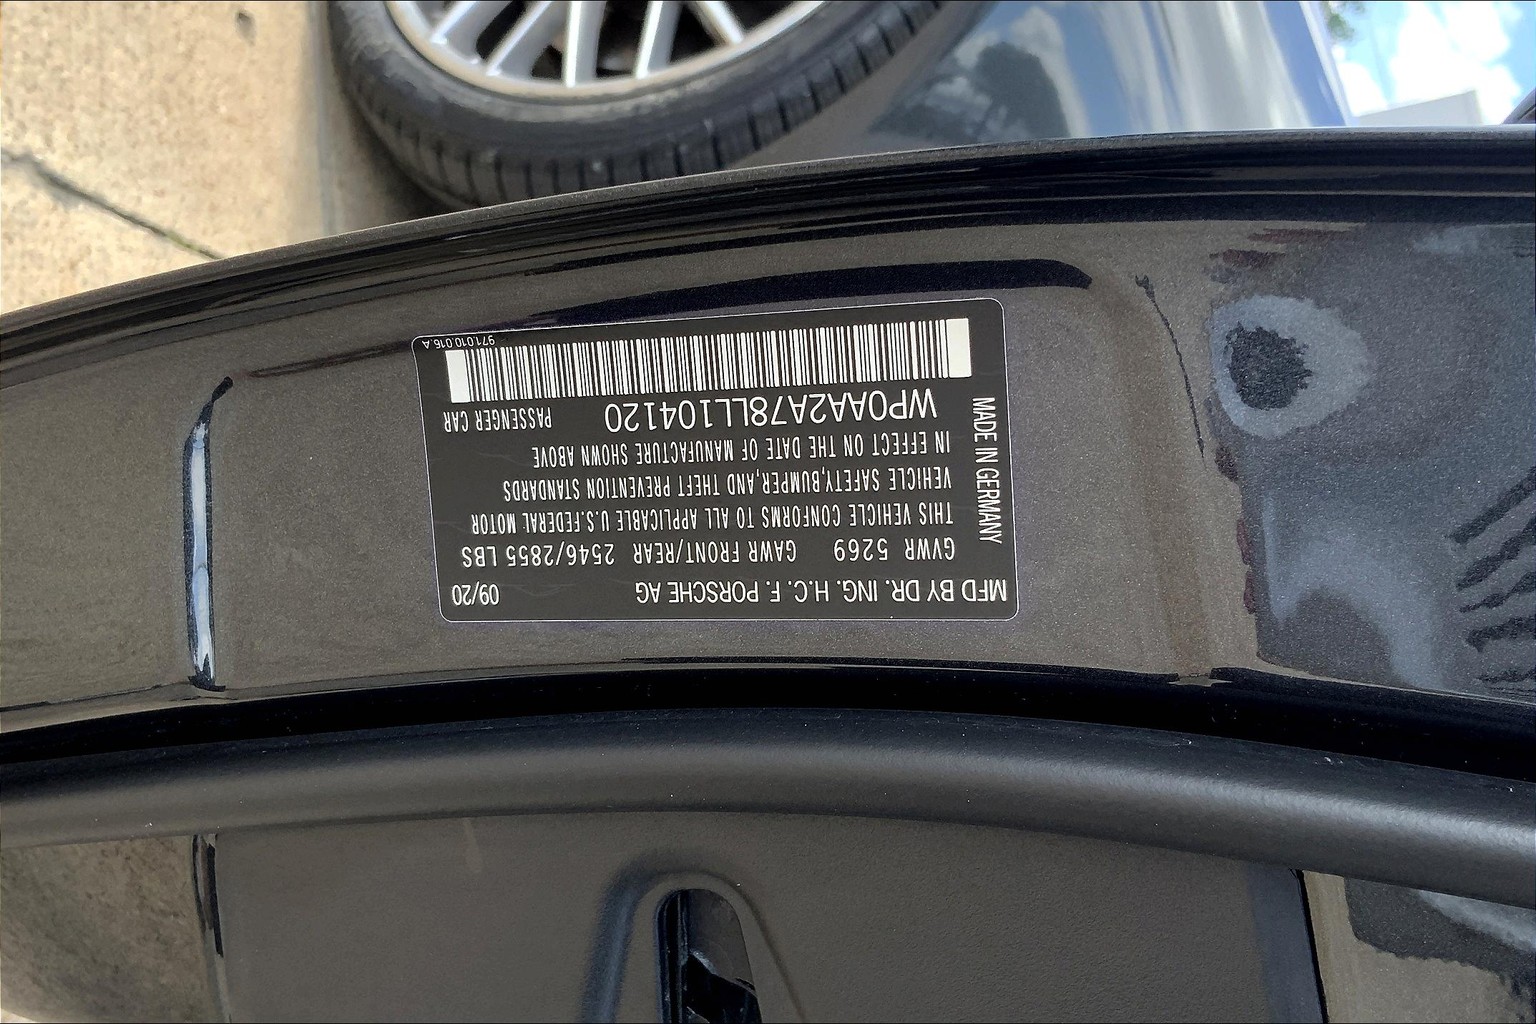 MFD BY DR. ING. H.C. F. PORSCHE AG 09/20
GVWR 5269 GAWR FRONT/REAR 2546/2855 LBS
THIS VEHICLE CONFORMS TO ALL APPLICABLE U.S.FEDERAL MOTOR
VEHICLE SAFETY,BUMPER,AND THEFT PREVENTION STANDARDS
IN EFFECT ON THE DATE OF MANUFACTURE SHOWN ABOVE
WP0AA2A78LL104120 PASSENGER CAR
971.010.015.A
MADE IN GERMANY